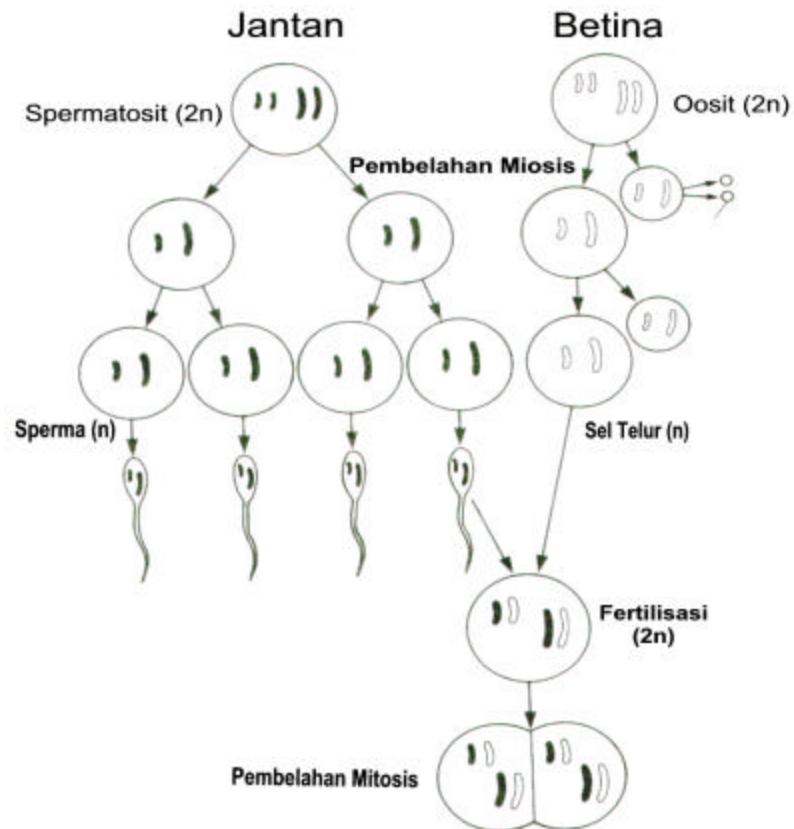 Jantan
Betina
Spermatosit (2n)
Oosit (2n)
Pembelahan Miosis
Sperma (n)
Sel Telur (n)
Fertilisasi
(2n)
Pembelahan Mitosis